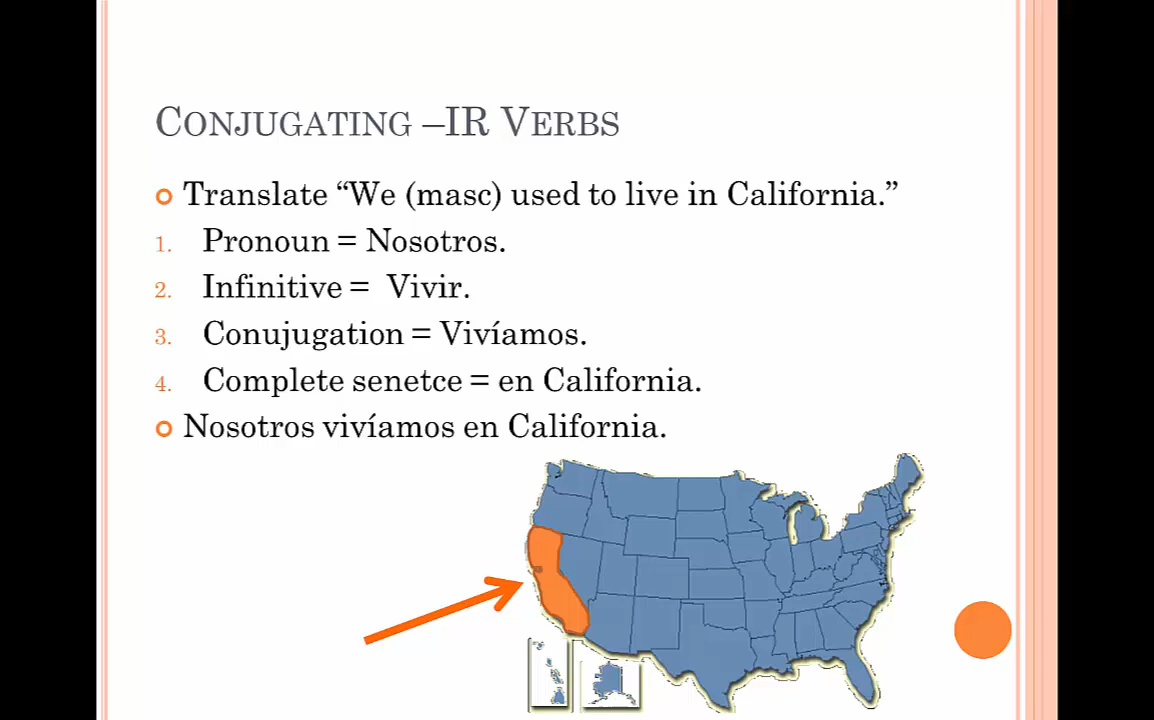 CONJUGATING –IR VERBS
Translate “We (masc) used to live in California.”
1. Pronoun = Nosotros.
2. Infinitive = Vivir.
3. Conujugation = Vivíamos.
4. Complete senetce = en California.
Nosotros vivíamos en California.